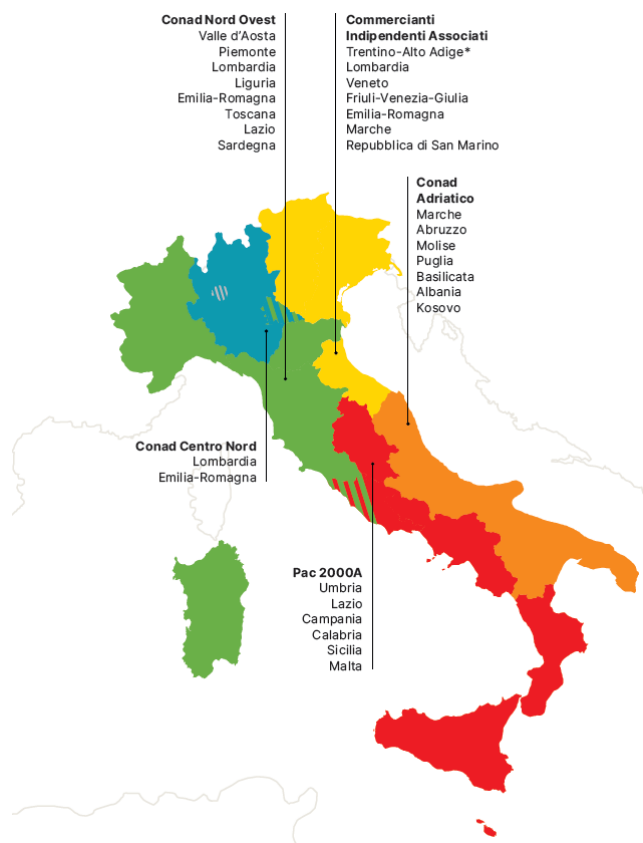 Conad Nord Ovest
Valle d’Aosta
Piemonte
Lombardia
Liguria
Emilia-Romagna
Toscana
Lazio
Sardegna
Commercianti
Indipendenti Associati
Trentino-Alto Adige*
Lombardia
Veneto
Friuli-Venezia-Giulia
Emilia-Romagna
Marche
Repubblica di San Marino
Conad
Adriatico
Marche
Abruzzo
Molise
Puglia
Basilicata
Albania
Kosovo
Conad Centro Nord
Lombardia
Emilia-Romagna
Pac 2000A
Umbria
Lazio
Campania
Calabria
Sicilia
Malta